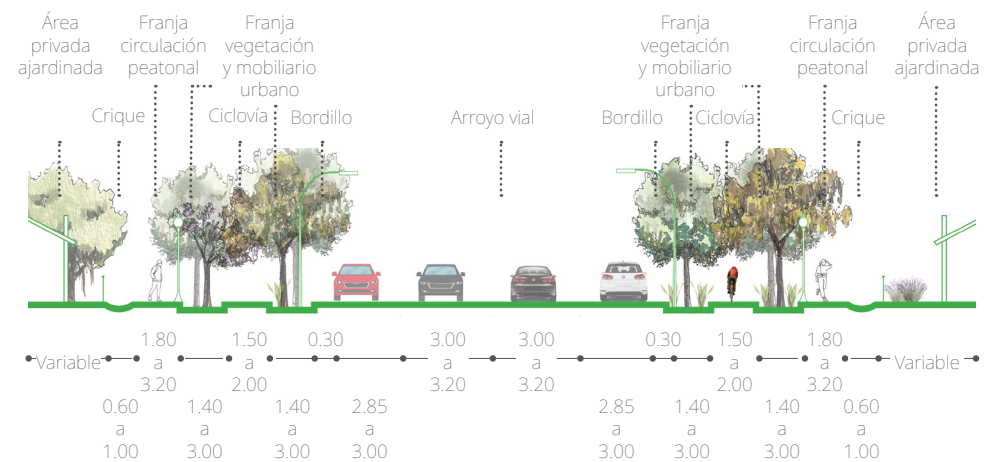 Área
privada
ajardinada
Franja
circulación
peatonal
Franja
vegetación
y mobiliario
urbano
Franja
vegetación
y mobiliario
urbano
Franja
circulación
peatonal
Área
privada
ajardinada
Crique
Ciclovía
Bordillo
Arroyo vial
Bordillo
Ciclovía
Crique
Variable
1.80
a
3.20
1.50
a
2.00
0.30
3.00
a
3.20
3.00
a
3.20
0.30
1.50
a
2.00
1.80
a
3.20
Variable
0.60
a
1.00
1.40
a
3.00
1.40
a
3.00
2.85
a
3.00
2.85
a
3.00
1.40
a
3.00
1.40
a
3.00
0.60
a
1.00